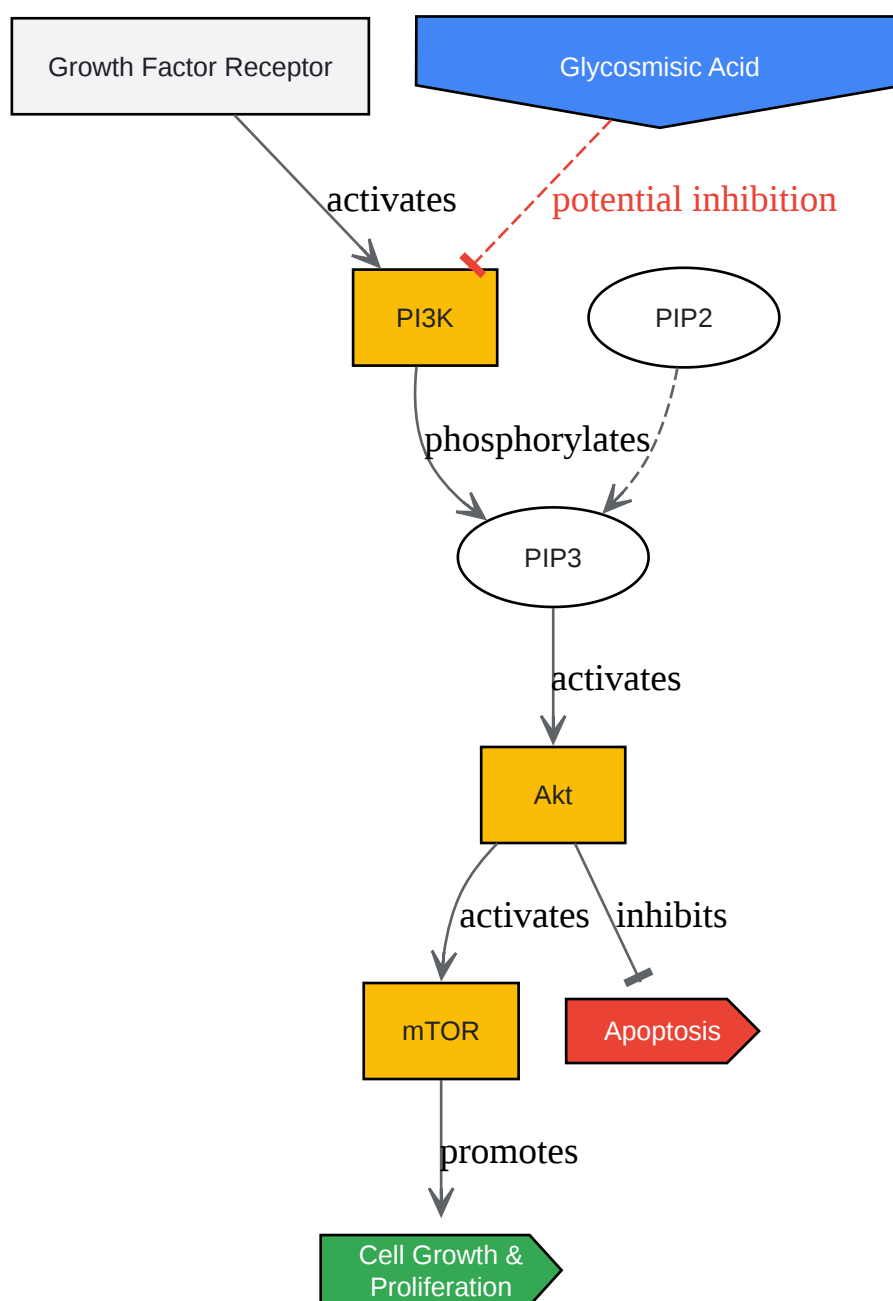 Growth Factor Receptor
Glycosmisic Acid
activates
potential inhibition
PI3K
PIP2
phosphorylates
PIP3
activates
Akt
activates
inhibits
mTOR
Apoptosis
promotes
Cell Growth &
Proliferation